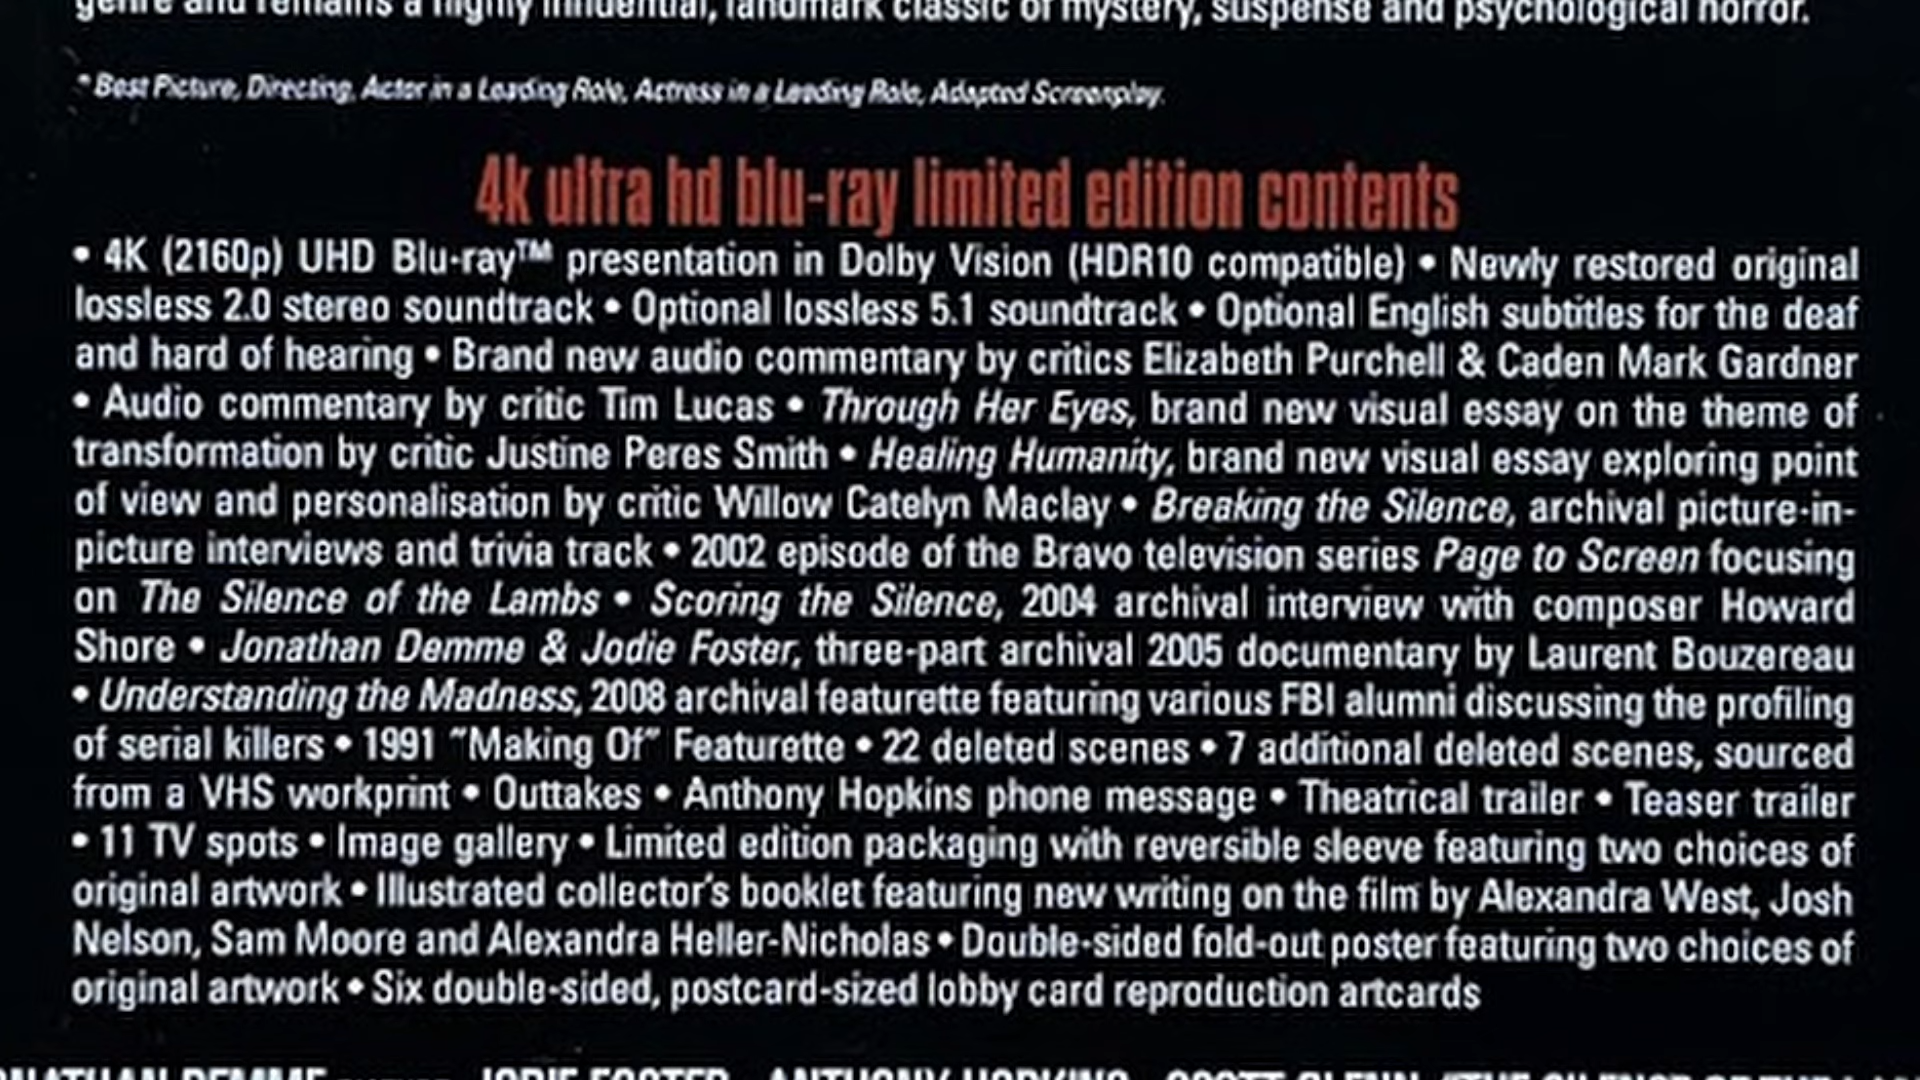 genre and remains a highly influential, landmark classic of mystery, suspense and psychological horror.
* Best Picture, Directing, Actor in a Leading Role, Actress in a Leading Role, Adapted Screenplay.
4k ultra hd blu-ray limited edition contents
• 4K (2160p) UHD Blu-ray™ presentation in Dolby Vision (HDR10 compatible) • Newly restored original
lossless 2.0 stereo soundtrack • Optional lossless 5.1 soundtrack • Optional English subtitles for the deaf
and hard of hearing • Brand new audio commentary by critics Elizabeth Purchell & Caden Mark Gardner
• Audio commentary by critic Tim Lucas • Through Her Eyes, brand new visual essay on the theme of
transformation by critic Justine Peres Smith • Healing Humanity, brand new visual essay exploring point
of view and personalisation by critic Willow Catelyn Maclay • Breaking the Silence, archival picture-in-
picture interviews and trivia track • 2002 episode of the Bravo television series Page to Screen focusing
on The Silence of the Lambs • Scoring the Silence, 2004 archival interview with composer Howard
Shore • Jonathan Demme & Jodie Foster, three-part archival 2005 documentary by Laurent Bouzereau
• Understanding the Madness, 2008 archival featurette featuring various FBI alumni discussing the profiling
of serial killers • 1991 "Making Of" Featurette • 22 deleted scenes • 7 additional deleted scenes, sourced
from a VHS workprint • Outtakes • Anthony Hopkins phone message • Theatrical trailer • Teaser trailer
• 11 TV spots • Image gallery • Limited edition packaging with reversible sleeve featuring two choices of
original artwork • Illustrated collector's booklet featuring new writing on the film by Alexandra West, Josh
Nelson, Sam Moore and Alexandra Heller-Nicholas • Double-sided fold-out poster featuring two choices of
original artwork • Six double-sided, postcard-sized lobby card reproduction artcards
DEMME JODIE FOSTER ANTHONY HOPKINS SCOTT GLENN